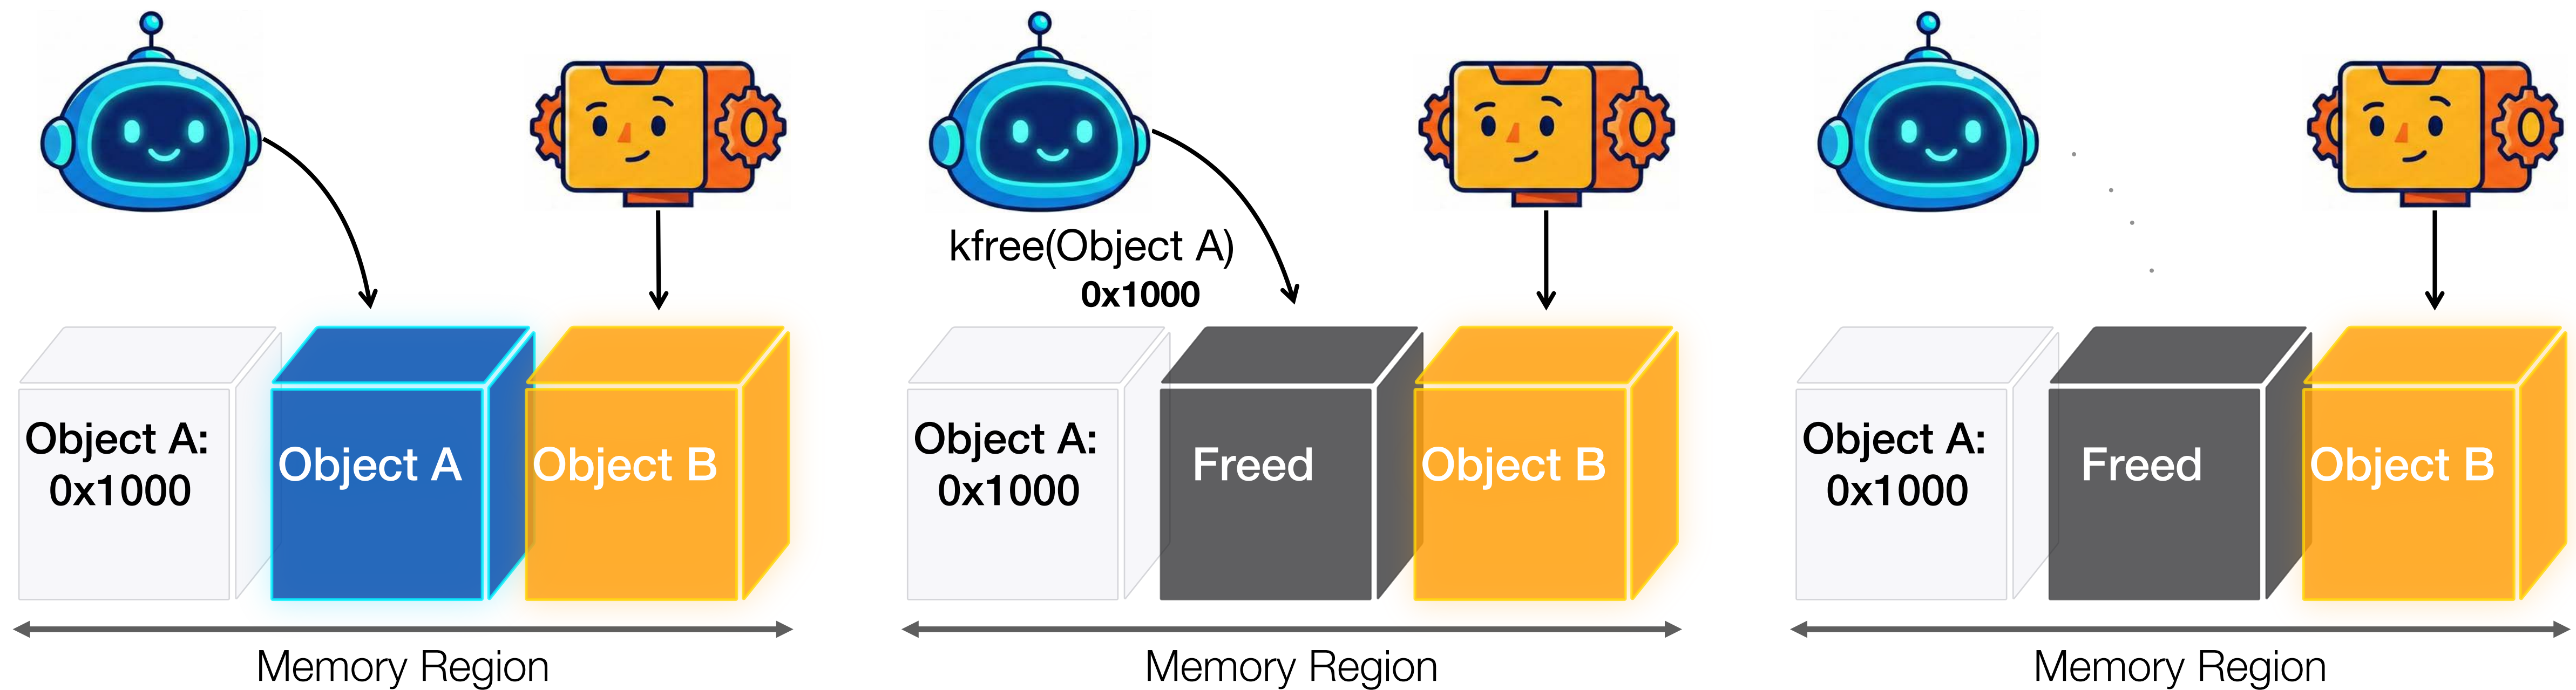 Object A:
0x1000
Object A
Object B
Memory Region
kfree(Object A)
0x1000
Object A:
0x1000
Freed
Object B
Memory Region
Object A:
0x1000
Freed
Object B
Memory Region